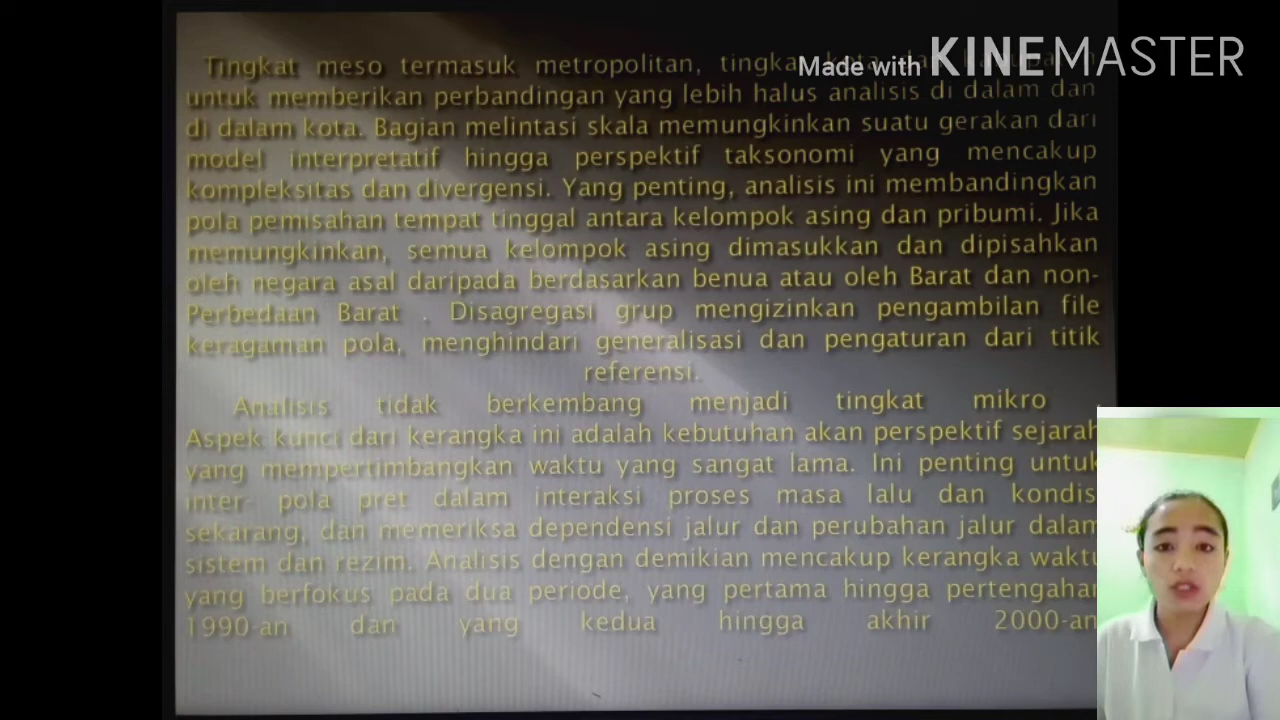 Tingkat meso termasuk metropolitan, tingkat kota dan
Made with KINEMASTER
untuk memberikan perbandingan yang lebih halus analisis di dalam dan
di dalam kota. Bagian melintasi skala memungkinkan suatu gerakan dari
model interpretatif hingga perspektif taksonomi yang mencakup
kompleksitas dan divergensi. Yang penting, analisis ini membandingkan
pola pemisahan tempat tinggal antara kelompok asing dan pribumi. Jika
memungkinkan, semua kelompok asing dimasukkan dan dipisahkan
oleh negara asal daripada berdasarkan benua atau oleh Barat dan non-
Perbedaan Barat . Disagregasi grup mengizinkan pengambilan file
keragaman pola, menghindari generalisasi dan pengaturan dari titik
referensi.
Analisis tidak berkembang menjadi tingkat mikro .
Aspek kunci dari kerangka ini adalah kebutuhan akan perspektif sejarah
yang mempertimbangkan waktu yang sangat lama. Ini penting untuk
inter- pola pret dalam interaksi proses masa lalu dan kondisi
sekarang, dan memeriksa dependensi jalur dan perubahan jalur dalam
sistem dan rezim. Analisis dengan demikian mencakup kerangka waktu
yang berfokus pada dua periode, yang pertama hingga pertengahan
1990-an dan yang kedua hingga akhir 2000-an